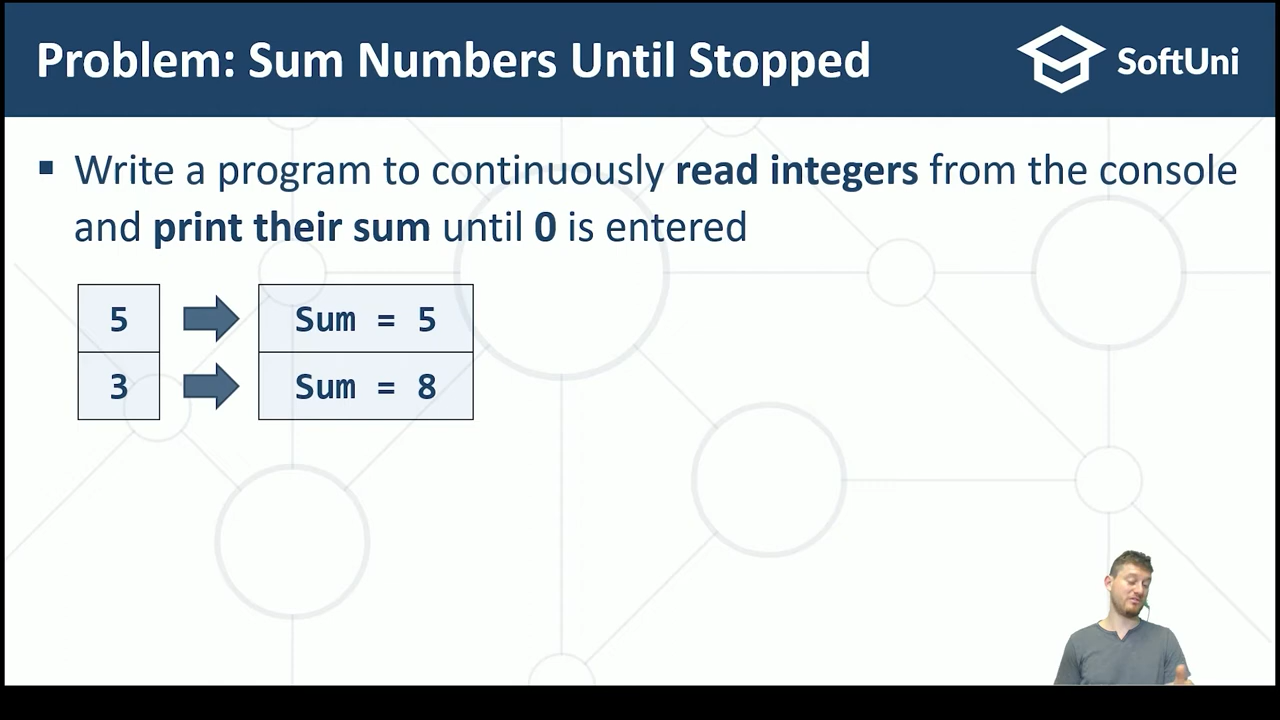 Problem: Sum Numbers Until Stopped
SoftUni
Write a program to continuously read integers from the console
and print their sum until 0 is entered
5
Sum = 5
3
Sum = 8